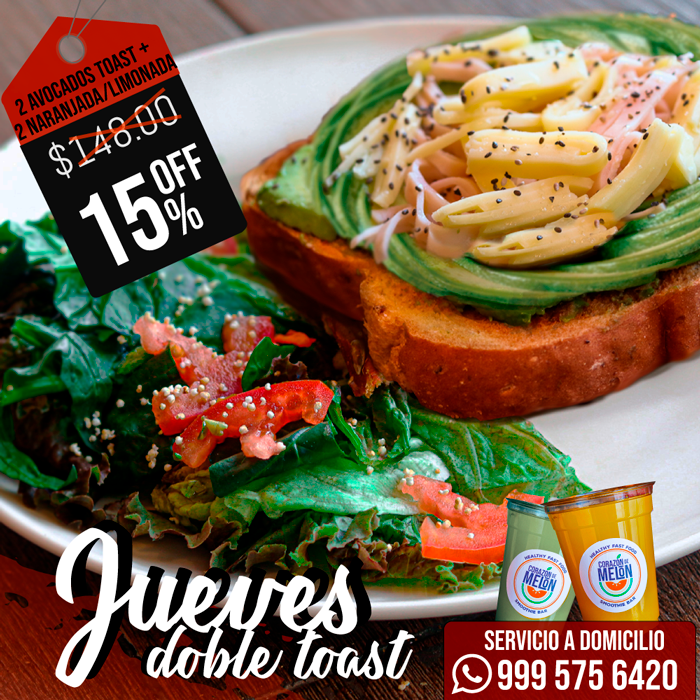 2 AVOCADOS TOAST +
2 NARANJADA/LIMONADA
$148.00
15% OFF
HEALTHY FAST FOOD
CORAZÓN DE
MELÓN
SMOOTHIE BAR
HEALTHY FAST FOOD
CORAZÓN DE
MELÓN
SMOOTHIE BAR
Jueves
doble toast
SERVICIO A DOMICILIO
999 575 6420